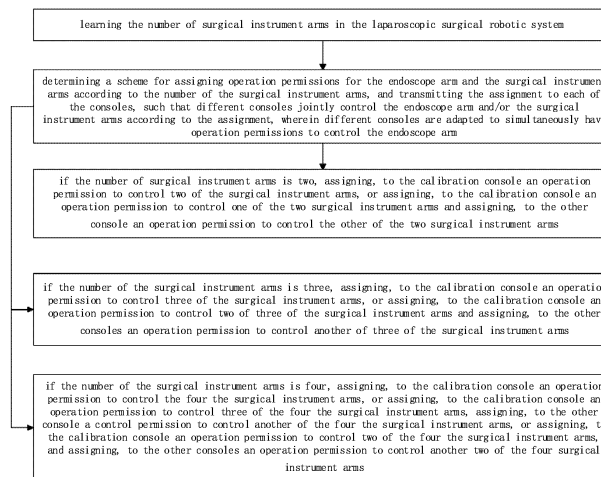 learning the number of surgical instrument arms in the laparoscopic surgical robotic system
determining a scheme for assigning operation permissions for the endoscope arm and the surgical instrumen
arms according to the number of the surgical instrument arms, and transmitting the assignment to each of
the consoles, such that different consoles jointly control the endoscope arm and/or the surgical
instrument arms according to the assignment, wherein different consoles are adapted to simultaneously hav
operation permissions to control the endoscope arm
if the number of surgical instrument arms is two, assigning, to the calibration console an operation
permission to control two of the surgical instrument arms, or assigning, to the calibration console an
operation permission to control one of the two surgical instrument arms and assigning, to the other
console an operation permission to control the other of the two surgical instrument arms
if the number of the surgical instrument arms is three, assigning, to the calibration console an operatio
permission to control three of the surgical instrument arms, or assigning, to the calibration console an
operation permission to control two of three of the surgical instrument arms and assigning, to the other
consoles an operation permission to control another of three of the surgical instrument arms
if the number of the surgical instrument arms is four, assigning, to the calibration console an operation
permission to control the four the surgical instrument arms, or assigning, to the calibration console an
operation permission to control three of the four the surgical instrument arms, assigning, to the other
console a control permission to control another of the four the surgical instrument arms, or assigning, t
the calibration console an operation permission to control two of the four the surgical instrument arms,
and assigning, to the other consoles an operation permission to control another two of the four surgical
instrument arms